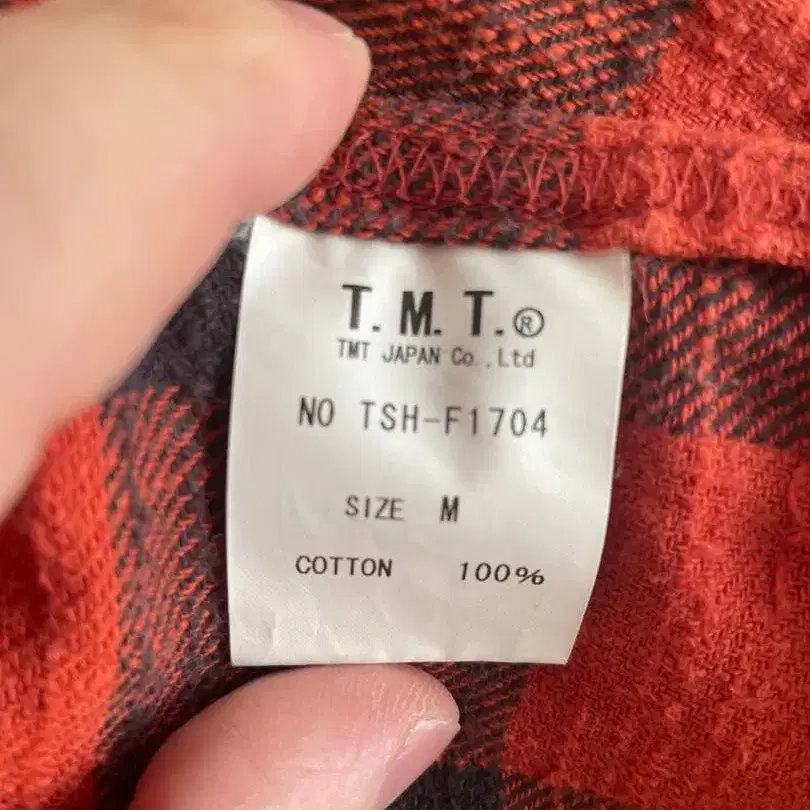 T. M. T.®
TMT JAPAN Co.,Ltd
NO TSH-F1704
SIZE M
COTTON 100%